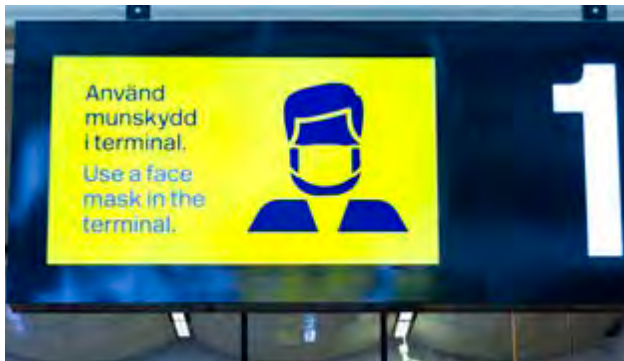 Använd
munskydd
i terminal.
Use a face
mask in the
terminal.
1